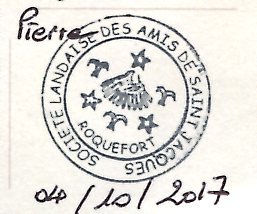 Pierre
SOCIETE LANDAISE DES AMIS DE SAINT JACQUES
ROQUEFORT
04/10/2017